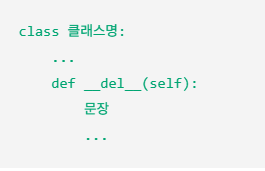 class 클래스명:
    ...
    def __del__(self):
        문장
        ...